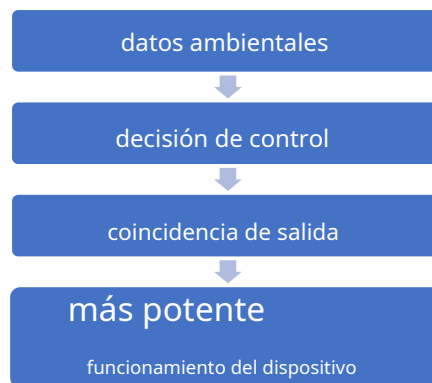 datos ambientales
decisión de control
coincidencia de salida
más potente
funcionamiento del dispositivo